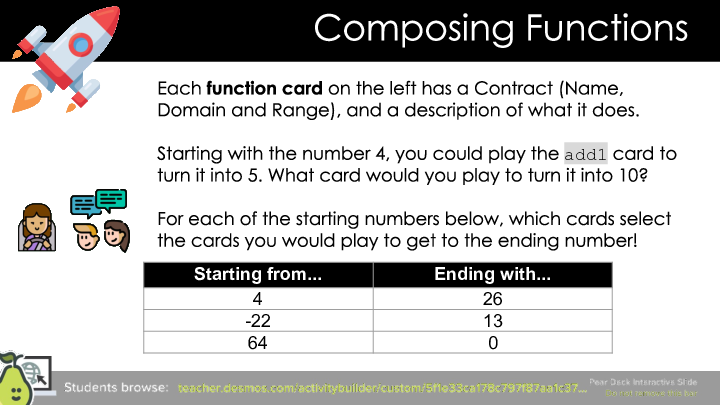 Composing Functions
Each function card on the left has a Contract (Name,
Domain and Range), and a description of what it does.
Starting with the number 4, you could play the add1 card to
turn it into 5. What card would you play to turn it into 10?
For each of the starting numbers below, which cards select
the cards you would play to get to the ending number!
Starting from... Ending with...
4 26
-22 13
64 0
Students browse: teacher.desmos.com/activitybuilder/custom/5f1e33ca178c797f87aa1c37...
Pear Deck Interactive Slide
Do not remove this bar